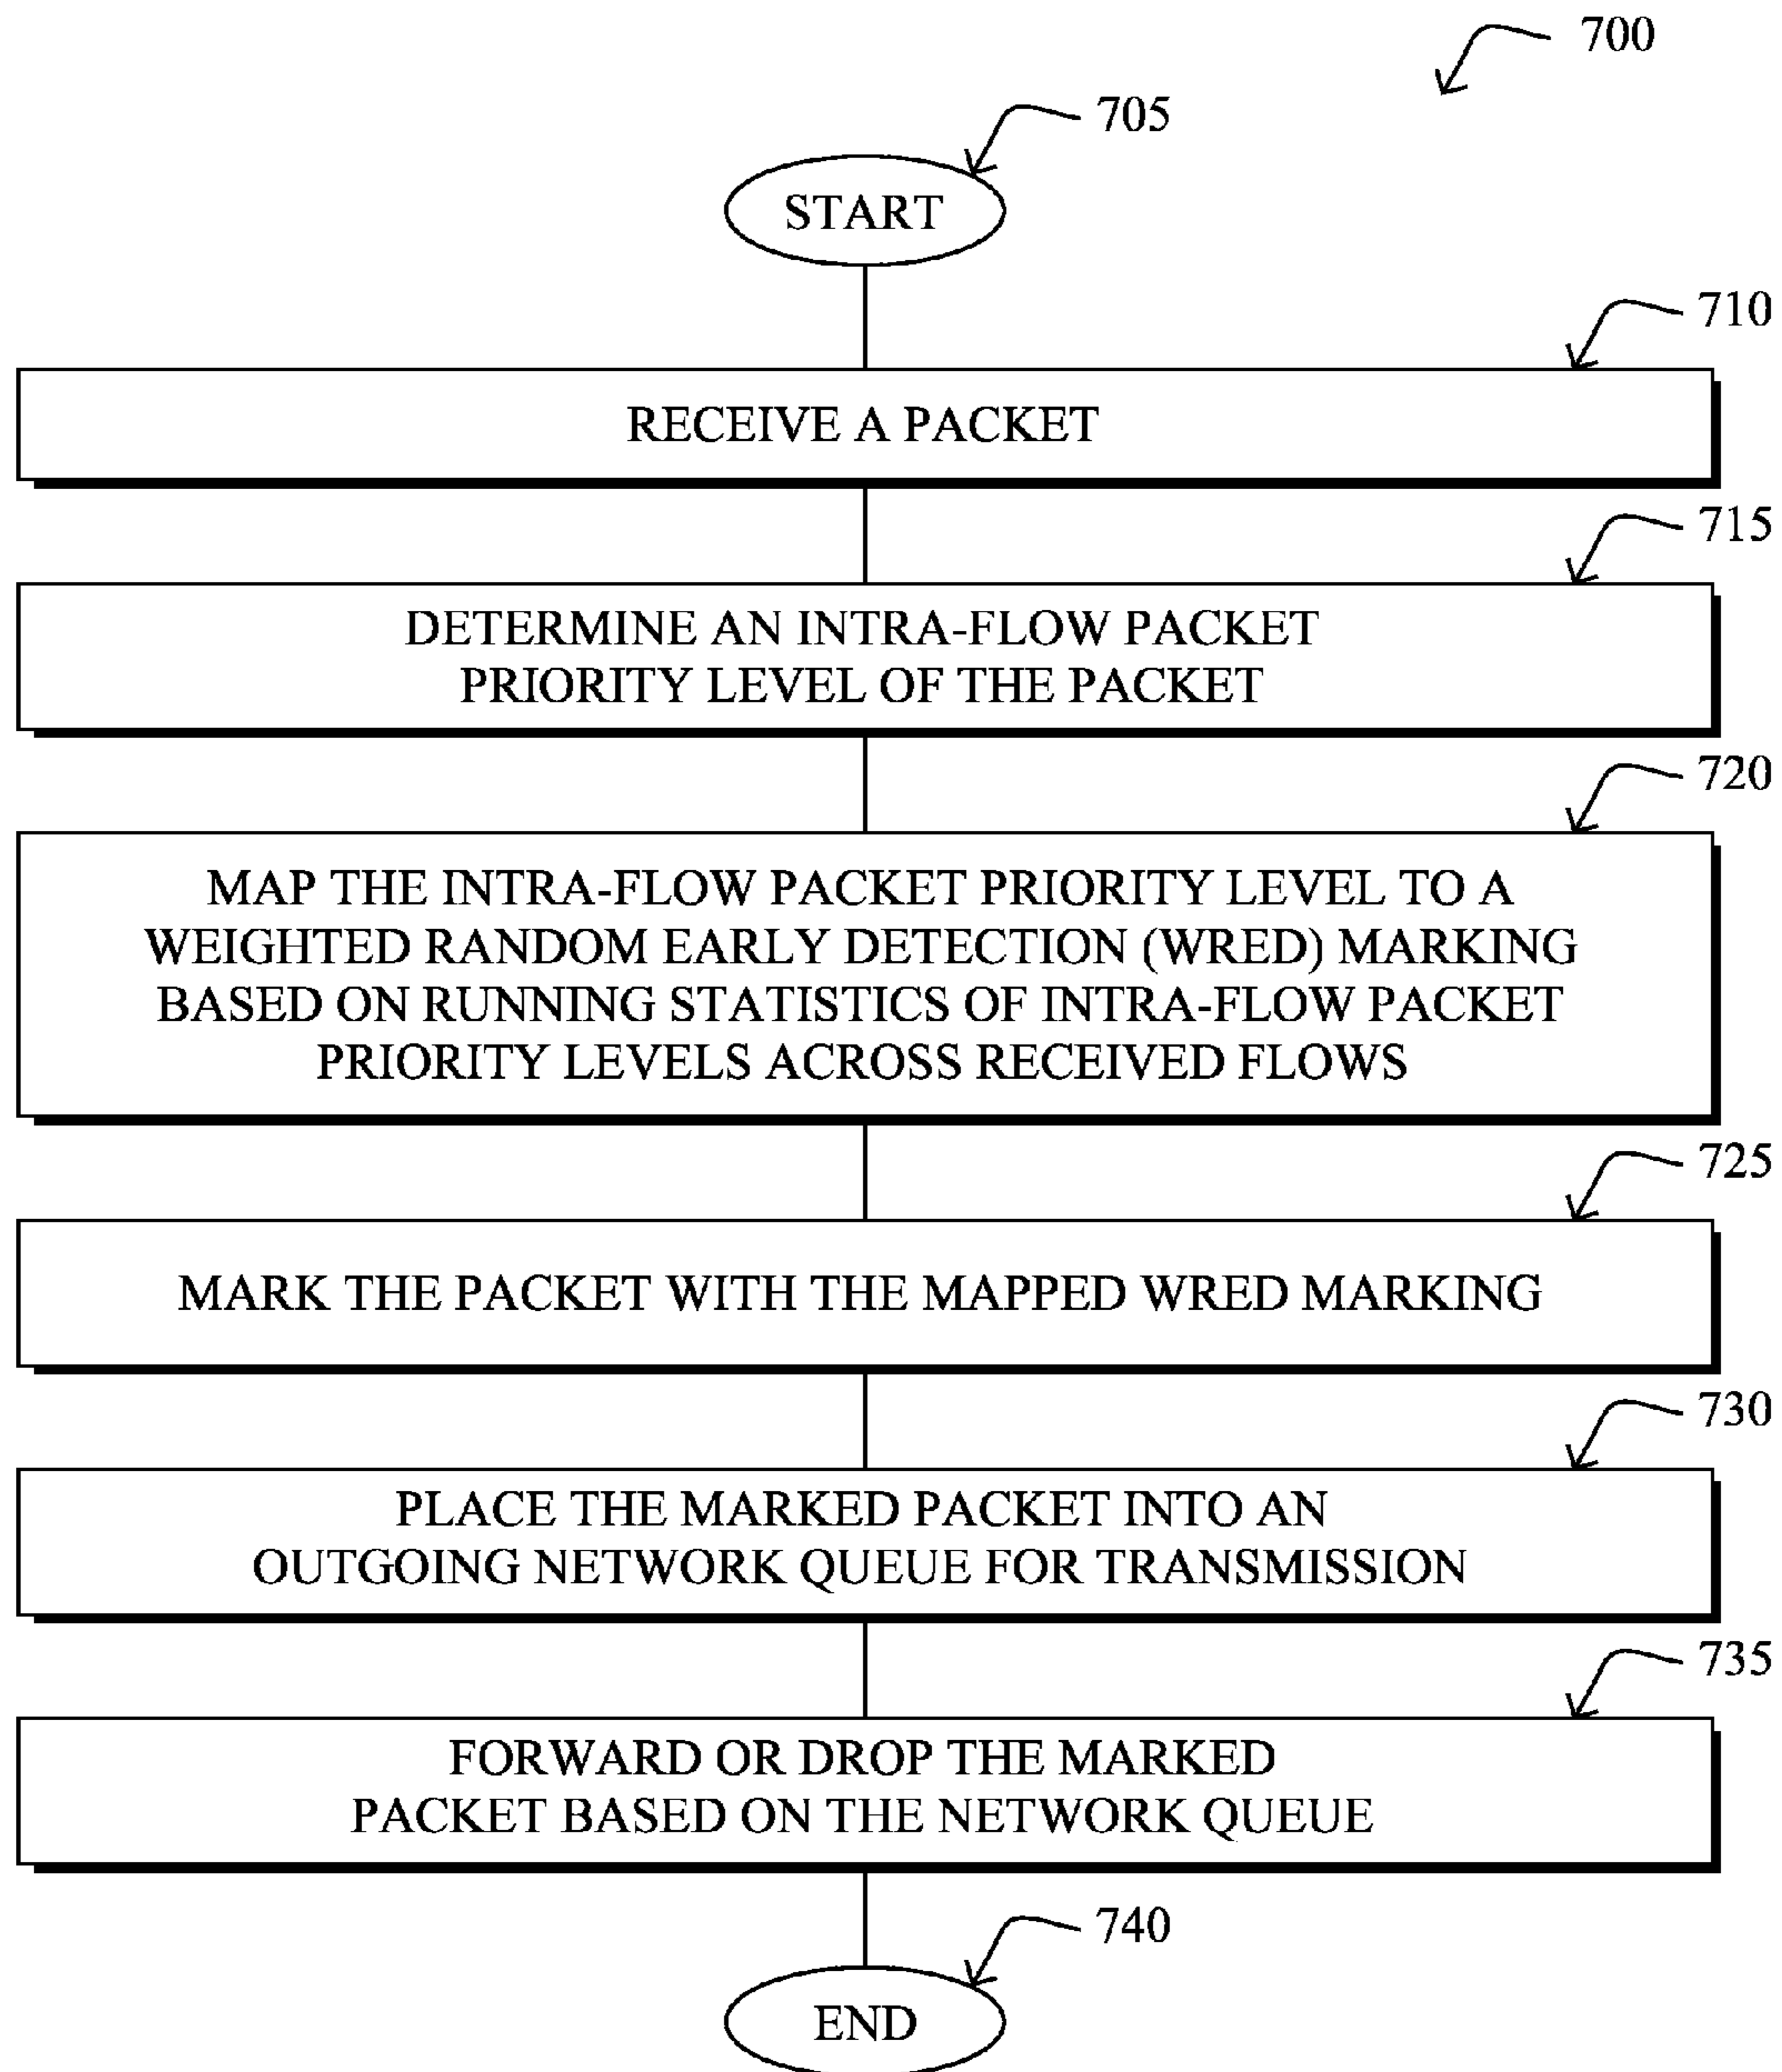 700
705
START
710
RECEIVE A PACKET
715
DETERMINE AN INTRA-FLOW PACKET
PRIORITY LEVEL OF THE PACKET
720
MAP THE INTRA-FLOW PACKET PRIORITY LEVEL TO A
WEIGHTED RANDOM EARLY DETECTION (WRED) MARKING
BASED ON RUNNING STATISTICS OF INTRA-FLOW PACKET
PRIORITY LEVELS ACROSS RECEIVED FLOWS
725
MARK THE PACKET WITH THE MAPPED WRED MARKING
730
PLACE THE MARKED PACKET INTO AN
OUTGOING NETWORK QUEUE FOR TRANSMISSION
735
FORWARD OR DROP THE MARKED
PACKET BASED ON THE NETWORK QUEUE
740
END